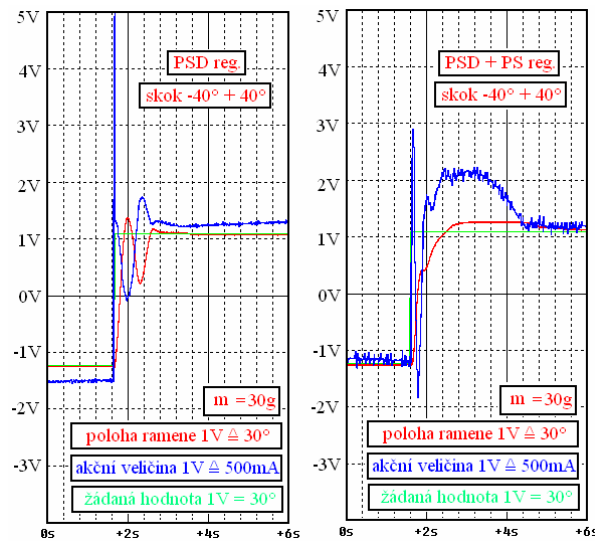 5V
4V
3V
2V
1V
0V
-1V
-2V
-3V
PSD reg.
skok -40° + 40°
m = 30g
poloha ramene 1V ≙ 30°
akční veličina 1V ≙ 500mA
žádaná hodnota 1V = 30°
0s
+2s
+4s
+6s
5V
4V
3V
2V
1V
0V
-1V
-2V
-3V
PSD + PS reg.
skok -40° + 40°
m = 30g
poloha ramene 1V ≙ 30°
akční veličina 1V ≙ 500mA
žádaná hodnota 1V = 30°
0s
+2s
+4s
+6s